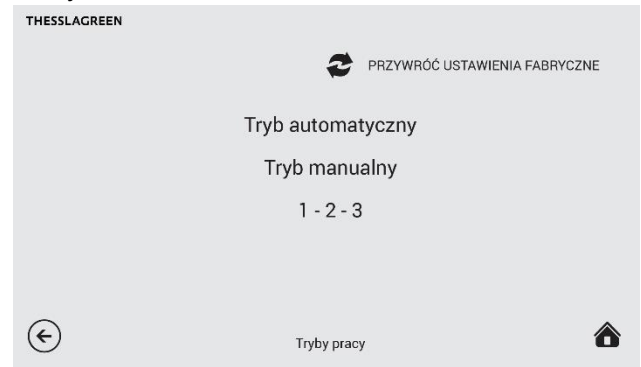 THESSLAGREEN
PRZYWRÓĆ USTAWIENIA FABRYCZNE
Tryb automatyczny
Tryb manualny
1 - 2 - 3
Tryby pracy